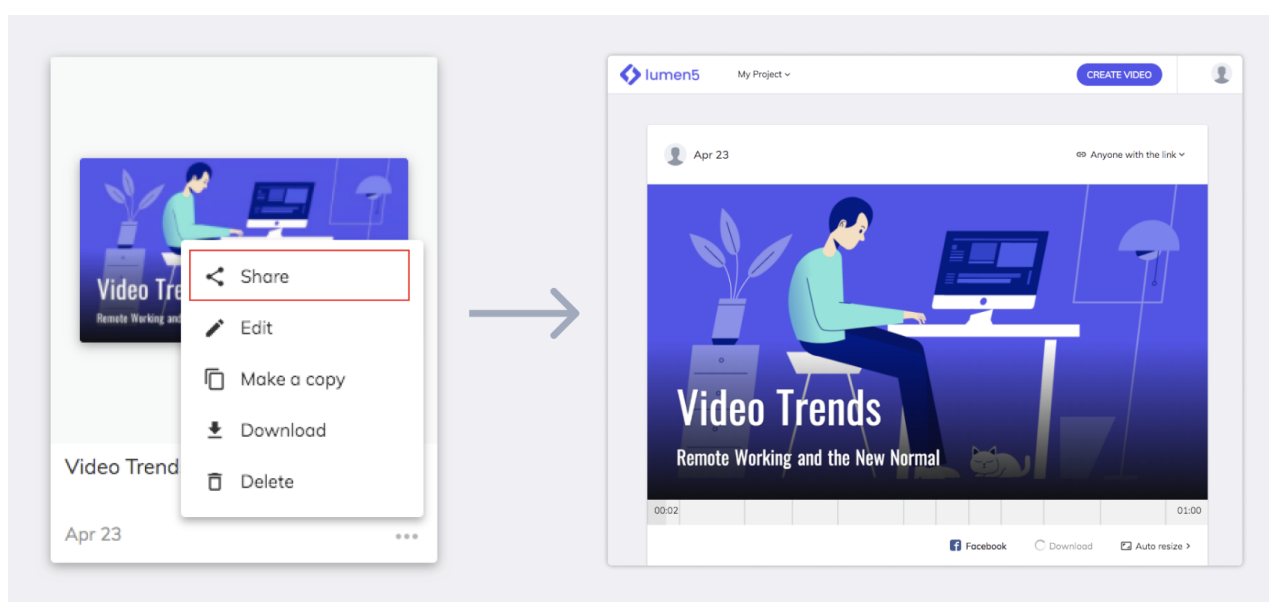 Video Tre
Remote Working and
Share
Edit
Make a copy
Download
Delete
Video Trend
Apr 23
lumen5
My Project
CREATE VIDEO
Apr 23
Anyone with the link
Video Trends
Remote Working and the New Normal
00:02
01:00
Facebook
Download
Auto resize